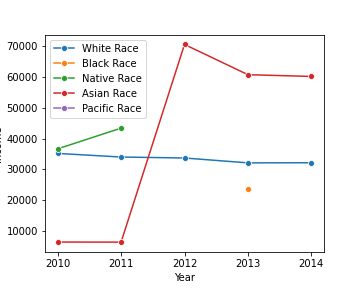 White Race
Black Race
Native Race
Asian Race
Pacific Race
70000
60000
50000
40000
30000
20000
10000
2010 2011 2012 2013 2014
Year